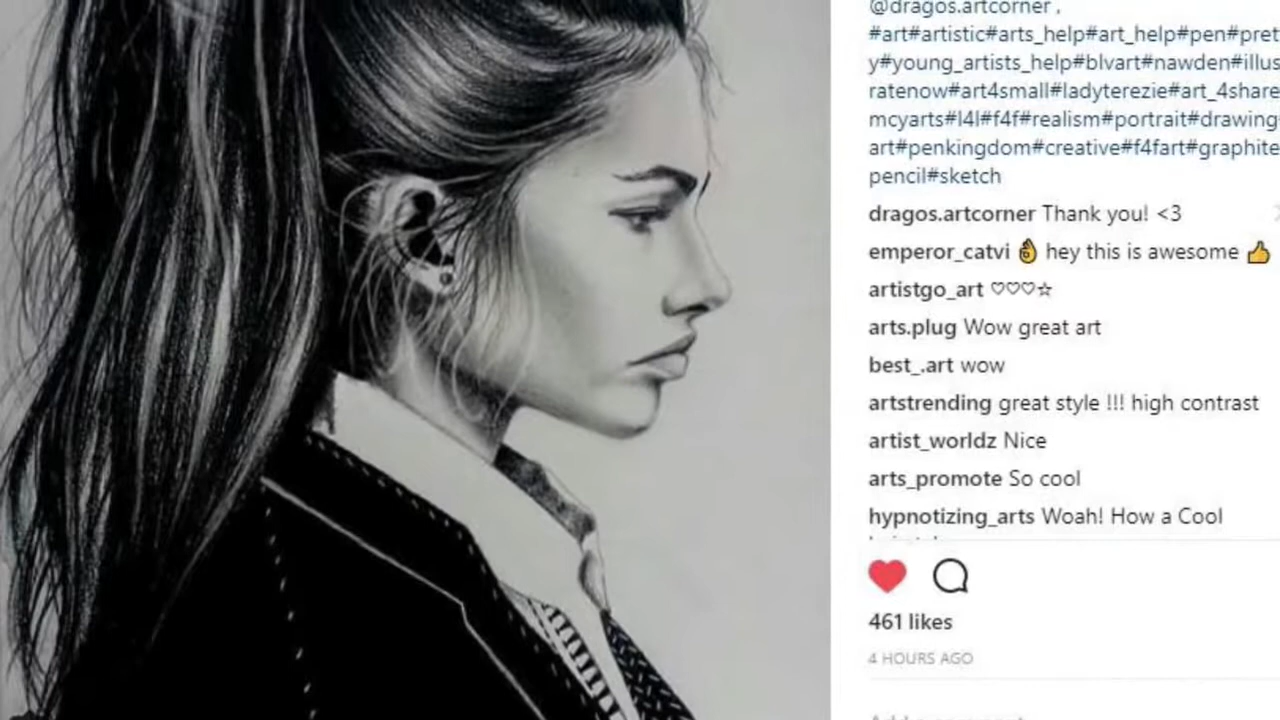 @dragos.artcorner ,
#art#artistic#arts_help#art_help#pen#pret
y#young_artists_help#blvart#nawden#illus
ratenow#art4small#ladyterezie#art_4share
mcyarts#l4l#f4f#realism#portrait#drawing
art#penkingdom#creative#f4fart#graphite
pencil#sketch
dragos.artcorner Thank you! <3
emperor_catvi 👌 hey this is awesome 👍
artistgo_art ♡♡♡☆
arts.plug Wow great art
best_.art wow
artstrending great style !!! high contrast
artist_worldz Nice
arts_promote So cool
hypnotizing_arts Woah! How a Cool
461 likes
4 HOURS AGO